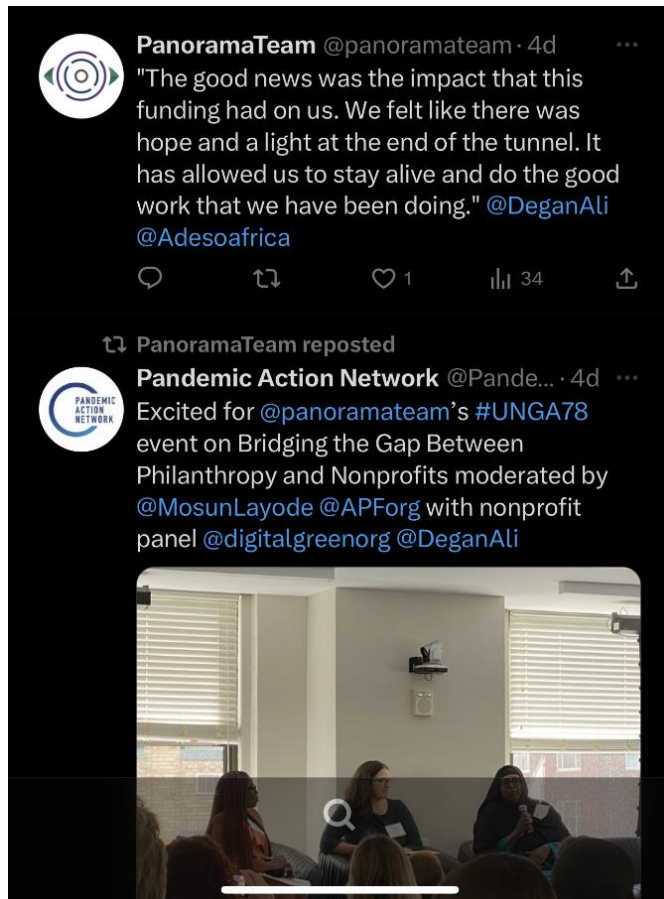 PanoramaTeam @panoramateam · 4d
"The good news was the impact that this
funding had on us. We felt like there was
hope and a light at the end of the tunnel. It
has allowed us to stay alive and do the good
work that we have been doing." @DeganAli
@Adesoafrica
1 34
PanoramaTeam reposted
Pandemic Action Network @Pande... · 4d
PANDEMIC
ACTION
NETWORK
Excited for @panoramateam’s #UNGA78
event on Bridging the Gap Between
Philanthropy and Nonprofits moderated by
@MosunLayode @APForg with nonprofit
panel @digitalgreenorg @DeganAli